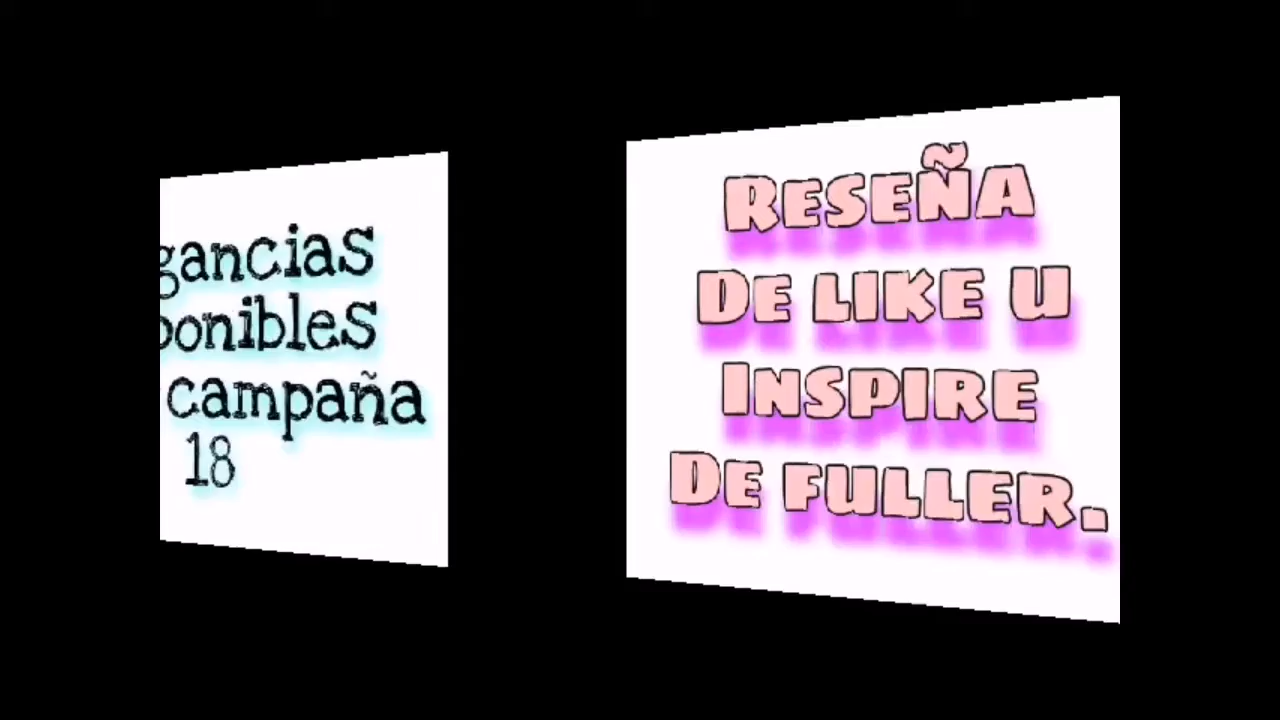 gancias
ponibles
campaña
18
RESEÑA
DE LIKE U
INSPIRE
DE FULLER.